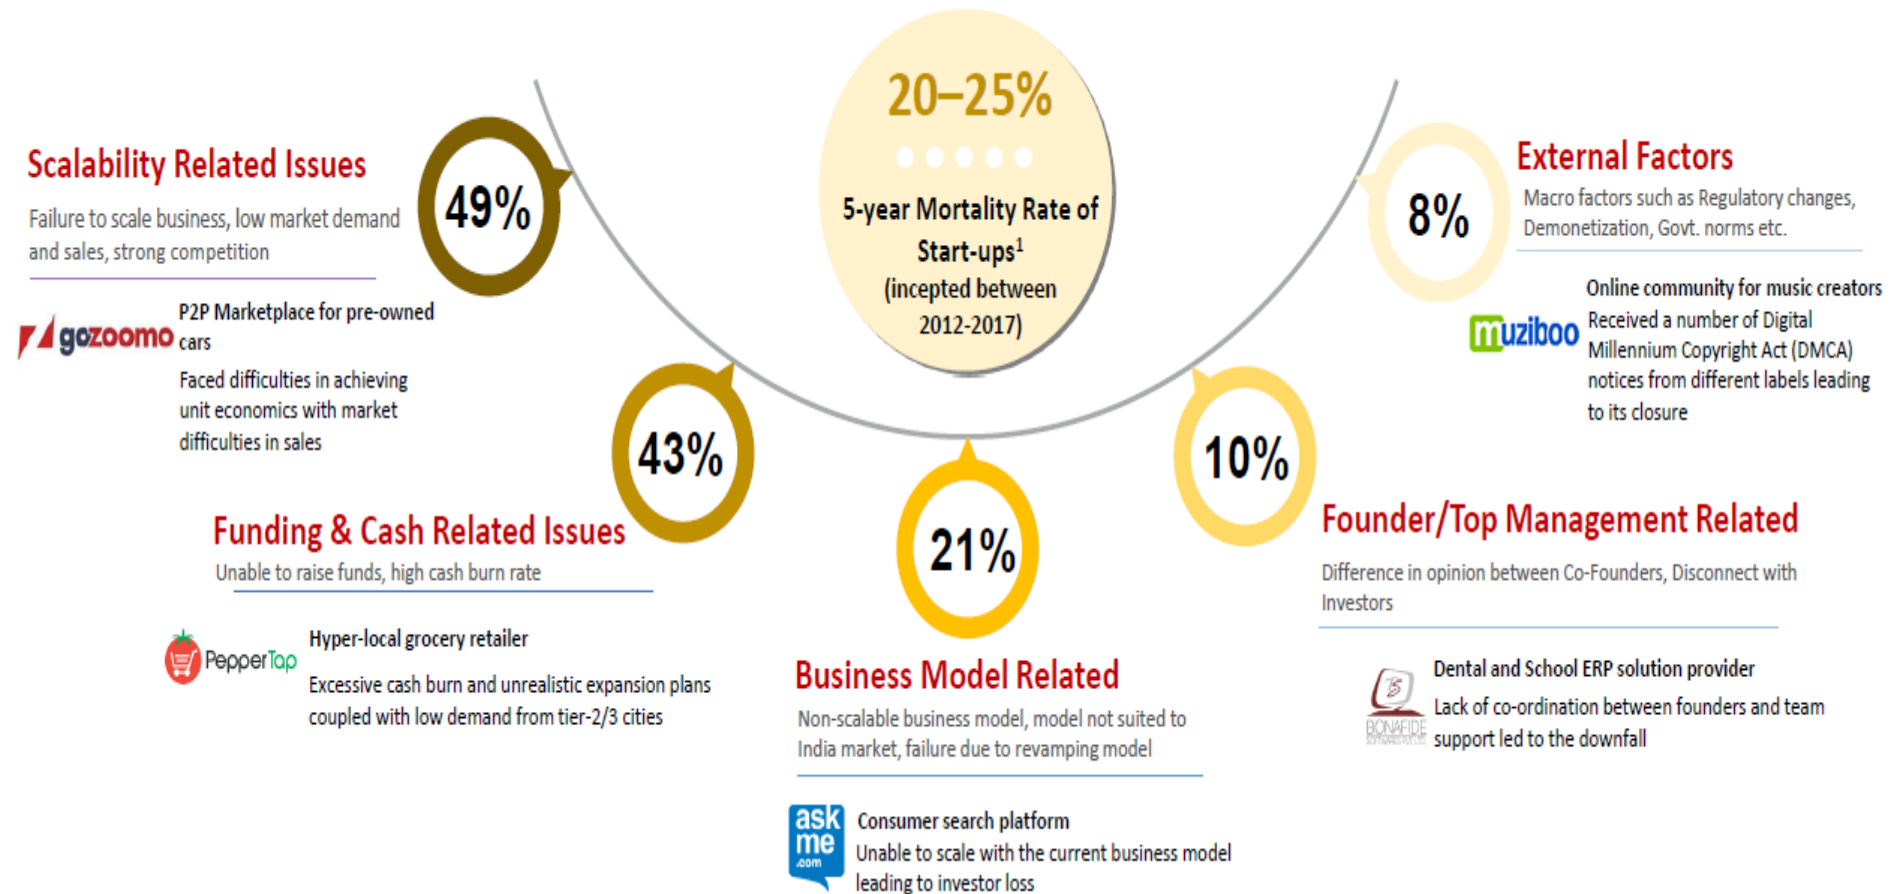 20–25%
5-year Mortality Rate of
Start-ups¹
(incepted between
2012-2017)
Scalability Related Issues
Failure to scale business, low market demand
and sales, strong competition
49%
gozoomo
P2P Marketplace for pre-owned
cars
Faced difficulties in achieving
unit economics with market
difficulties in sales
43%
Funding & Cash Related Issues
Unable to raise funds, high cash burn rate
PepperTap
Hyper-local grocery retailer
Excessive cash burn and unrealistic expansion plans
coupled with low demand from tier-2/3 cities
21%
Business Model Related
Non-scalable business model, model not suited to
India market, failure due to revamping model
ask
me
.com
Consumer search platform
Unable to scale with the current business model
leading to investor loss
10%
Founder/Top Management Related
Difference in opinion between Co-Founders, Disconnect with
Investors
BONAFIDE
Dental and School ERP solution provider
Lack of co-ordination between founders and team
support led to the downfall
8%
External Factors
Macro factors such as Regulatory changes,
Demonetization, Govt. norms etc.
muziboo
Online community for music creators
Received a number of Digital
Millennium Copyright Act (DMCA)
notices from different labels leading
to its closure